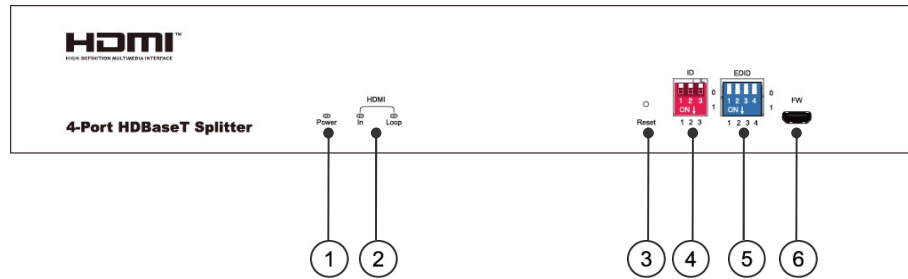 HDMI™
HIGH-DEFINITION MULTIMEDIA INTERFACE
4-Port HDBaseT Splitter
Power
HDMI
In
Loop
Reset
ID
1 2 3
ON ↓
0
1
1 2 3
EDID
1 2 3 4
ON ↓
0
1
1 2 3 4
FW
1
2
3
4
5
6